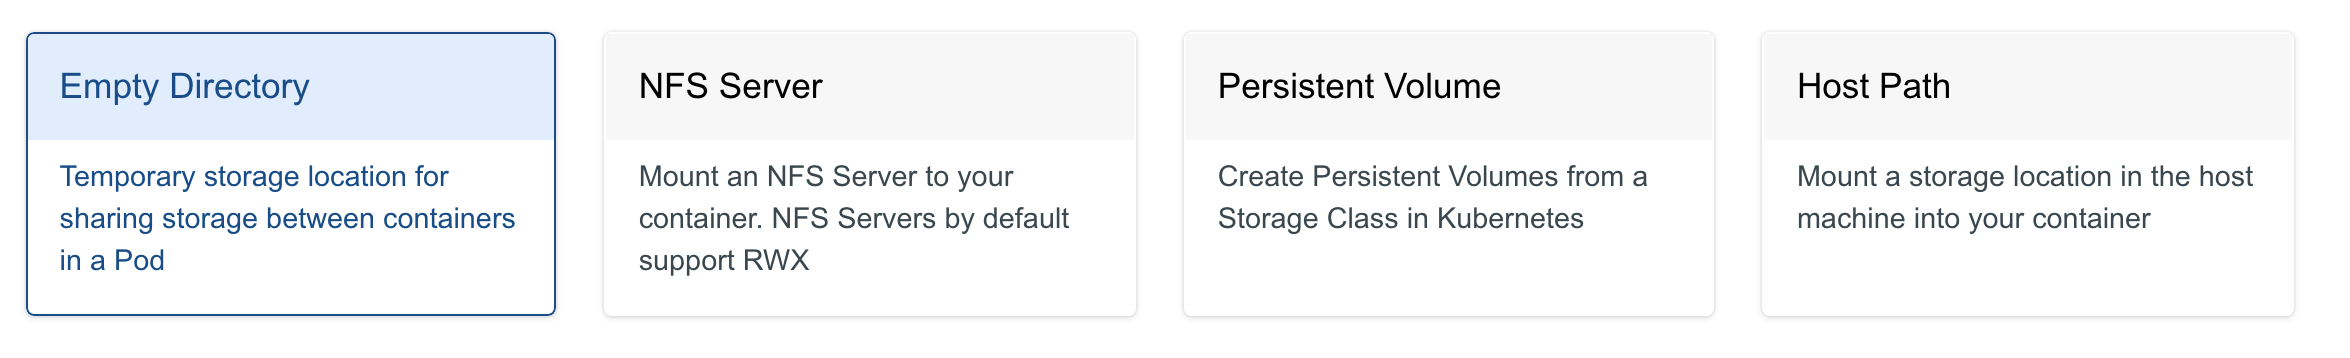 Empty Directory
Temporary storage location for
sharing storage between containers
in a Pod
NFS Server
Mount an NFS Server to your
container. NFS Servers by default
support RWX
Persistent Volume
Create Persistent Volumes from a
Storage Class in Kubernetes
Host Path
Mount a storage location in the host
machine into your container